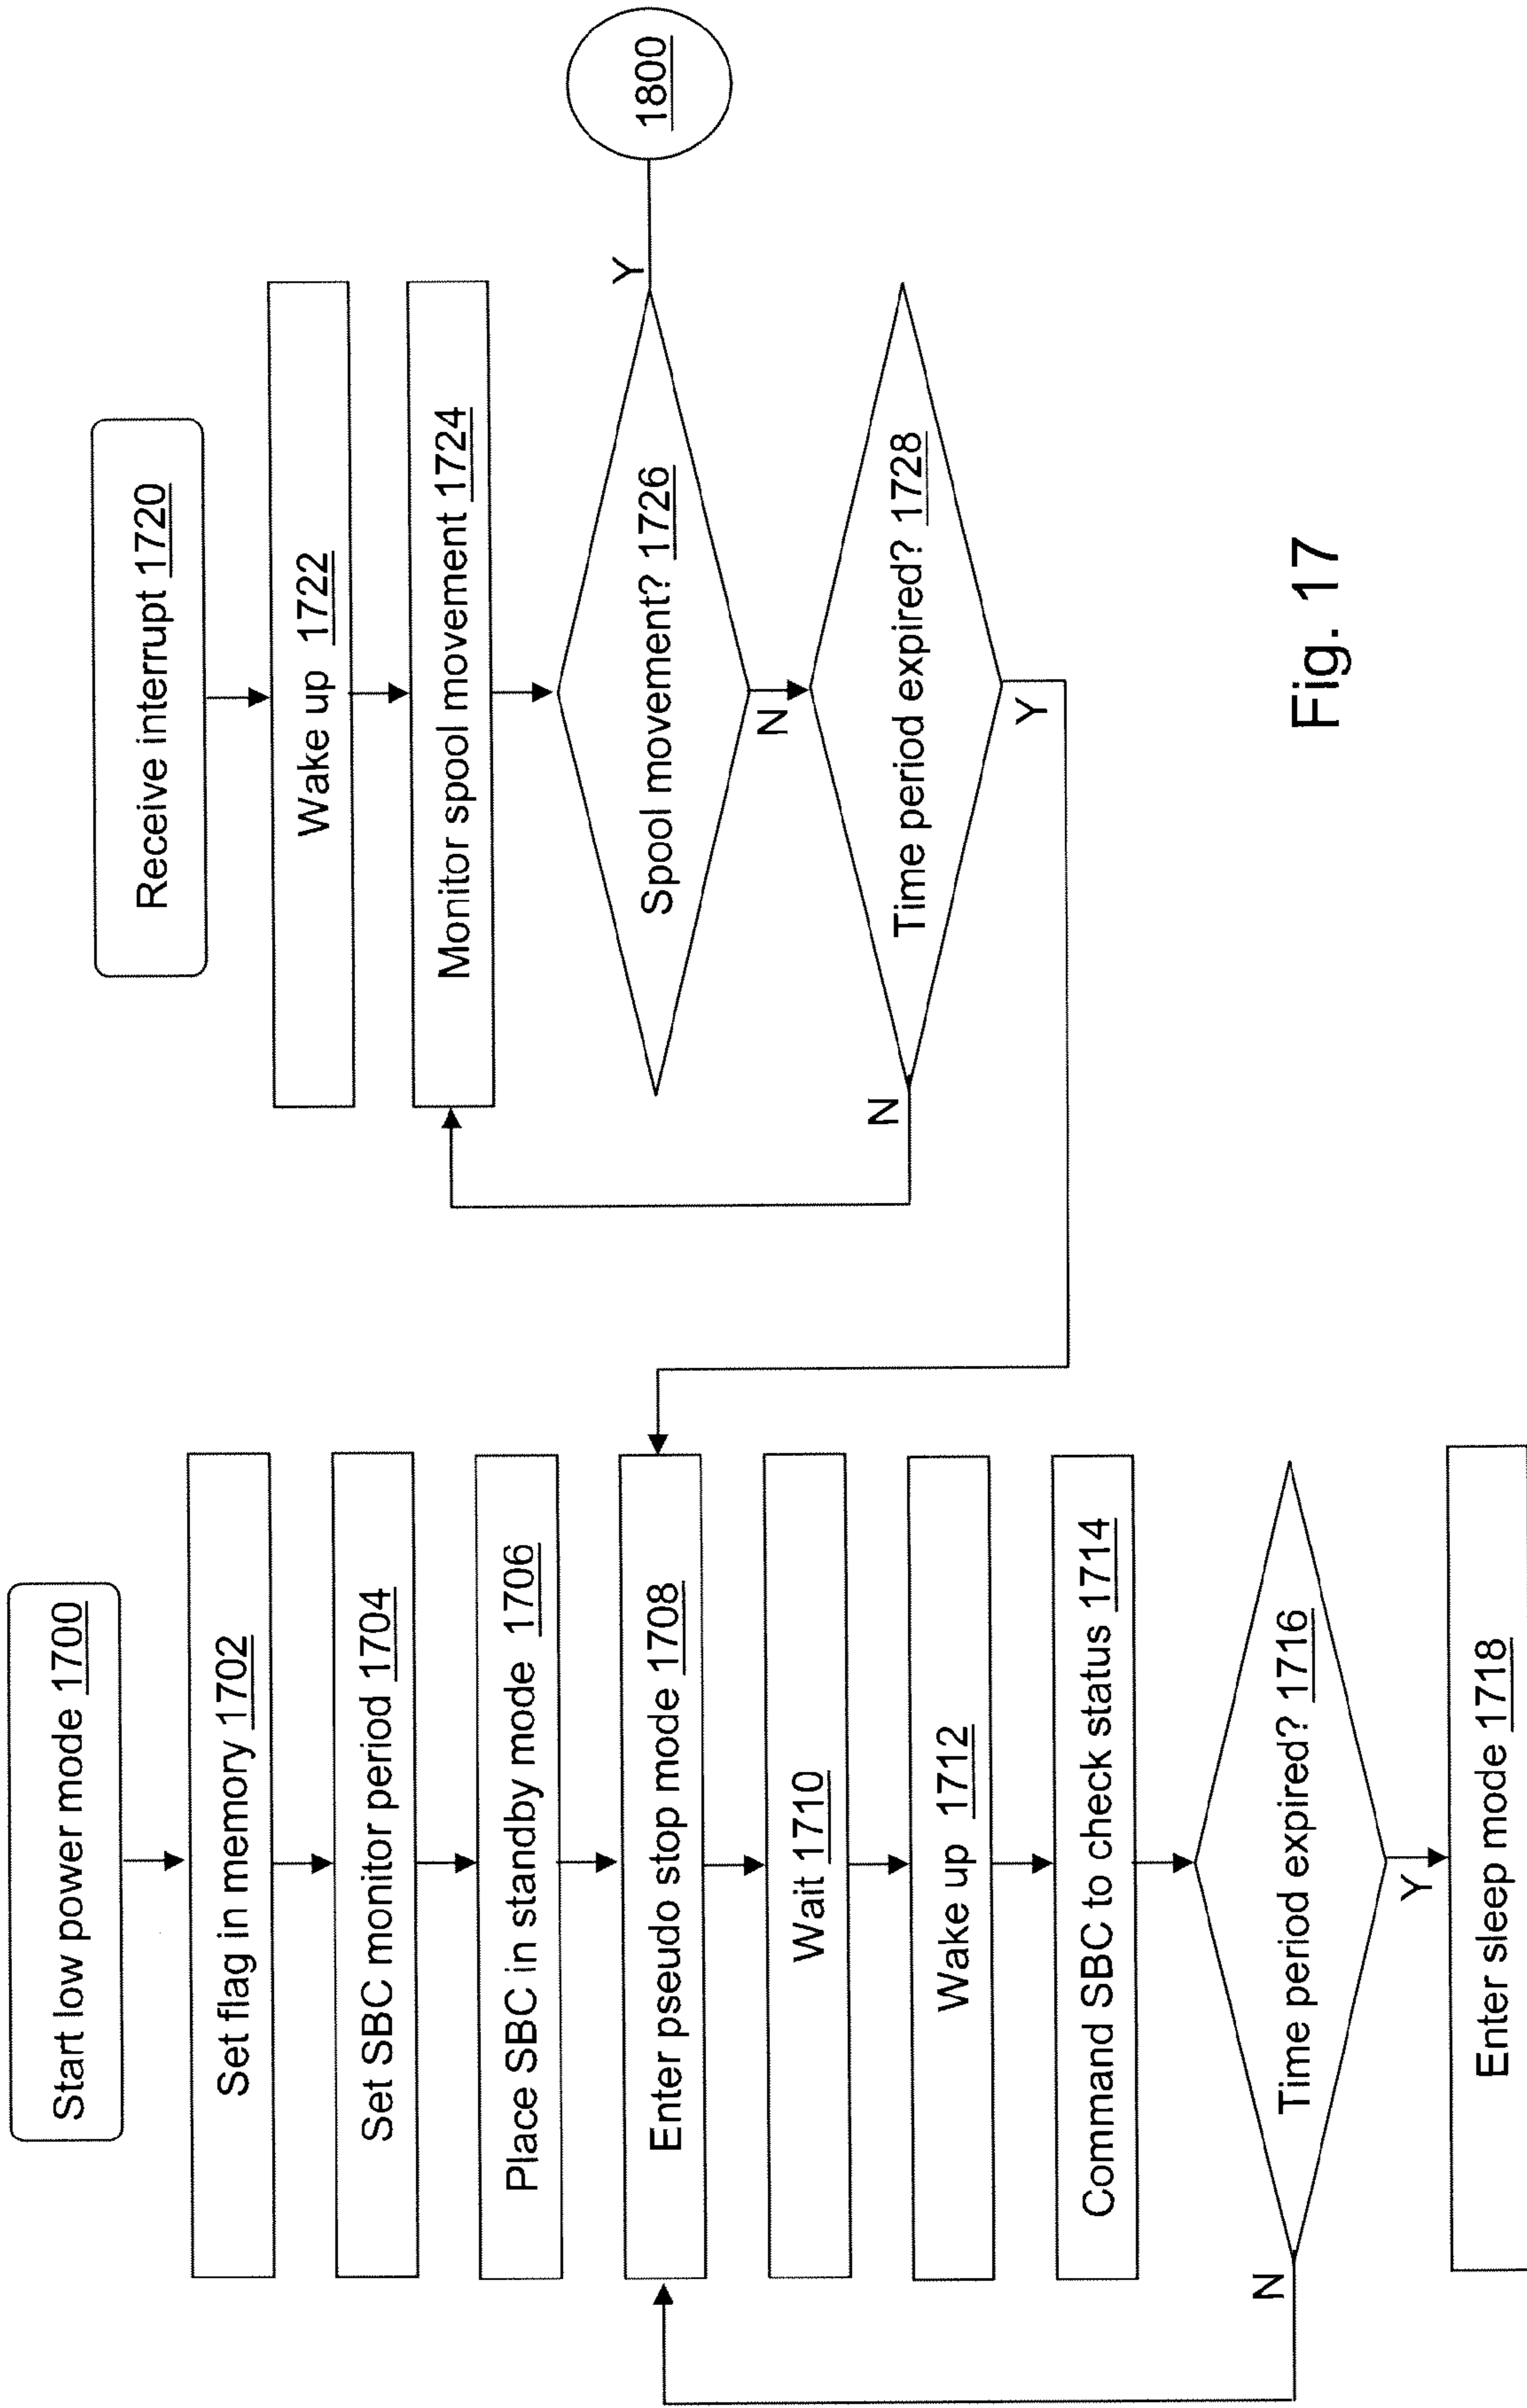 Start low power mode 1700
Set flag in memory 1702
Set SBC monitor period 1704
Place SBC in standby mode 1706
Enter pseudo stop mode 1708
Wait 1710
Wake up 1712
Command SBC to check status 1714
Time period expired? 1716
N
Y
Enter sleep mode 1718
Receive interrupt 1720
Wake up 1722
Monitor spool movement 1724
Spool movement? 1726
Y
1800
N
Time period expired? 1728
N
Y
Fig. 17